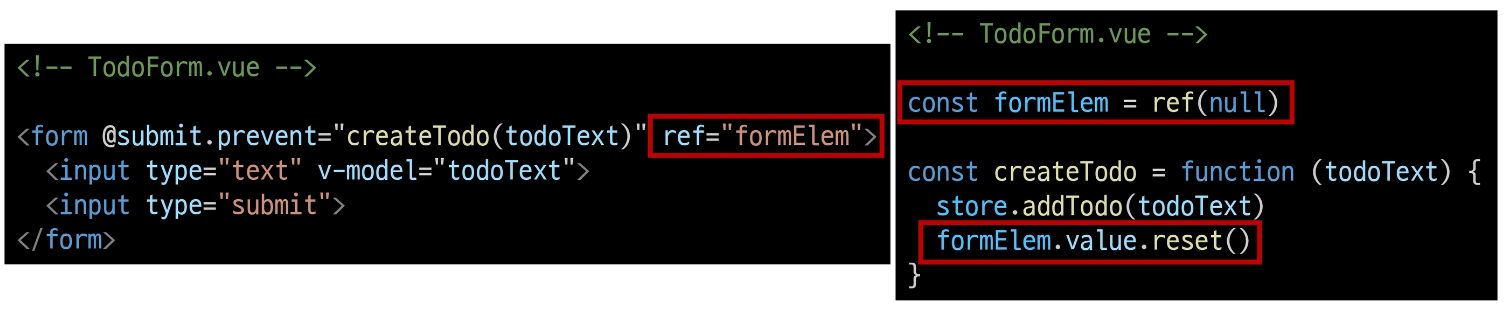 <!-- TodoForm.vue -->
<form @submit.prevent="createTodo(todoText)" ref="formElem">
  <input type="text" v-model="todoText">
  <input type="submit">
</form>
<!-- TodoForm.vue -->
const formElem = ref(null)
const createTodo = function (todoText) {
  store.addTodo(todoText)
  formElem.value.reset()
}